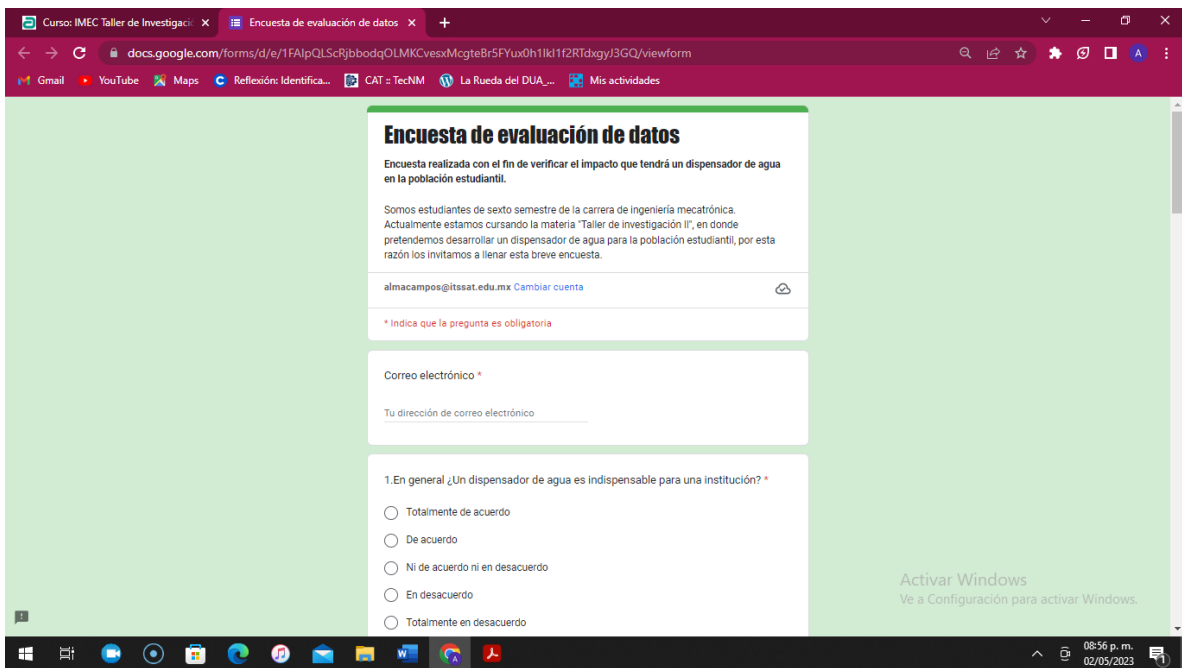 Curso: IMEC Taller de Investigaci
Encuesta de evaluación de datos
docs.google.com/forms/d/e/1FAIpQLScRjbbodqOLMKCvesxMcgteBr5FYux0h1IkI1f2RTdxgyJ3GQ/viewform
A
Gmail
YouTube
Maps
Reflexión: Identifica...
CAT :: TecNM
La Rueda del DUA_...
Mis actividades
Encuesta de evaluación de datos
Encuesta realizada con el fin de verificar el impacto que tendrá un dispensador de agua
en la población estudiantil.
Somos estudiantes de sexto semestre de la carrera de ingeniería mecatrónica.
Actualmente estamos cursando la materia "Taller de investigación II", en donde
pretendemos desarrollar un dispensador de agua para la población estudiantil, por esta
razón los invitamos a llenar esta breve encuesta.
almacampos@itssat.edu.mx Cambiar cuenta
* Indica que la pregunta es obligatoria
Correo electrónico *
Tu dirección de correo electrónico
1.En general ¿Un dispensador de agua es indispensable para una institución? *
Totalmente de acuerdo
De acuerdo
Ni de acuerdo ni en desacuerdo
En desacuerdo
Totalmente en desacuerdo
Activar Windows
Ve a Configuración para activar Windows.
08:56 p. m.
02/05/2023